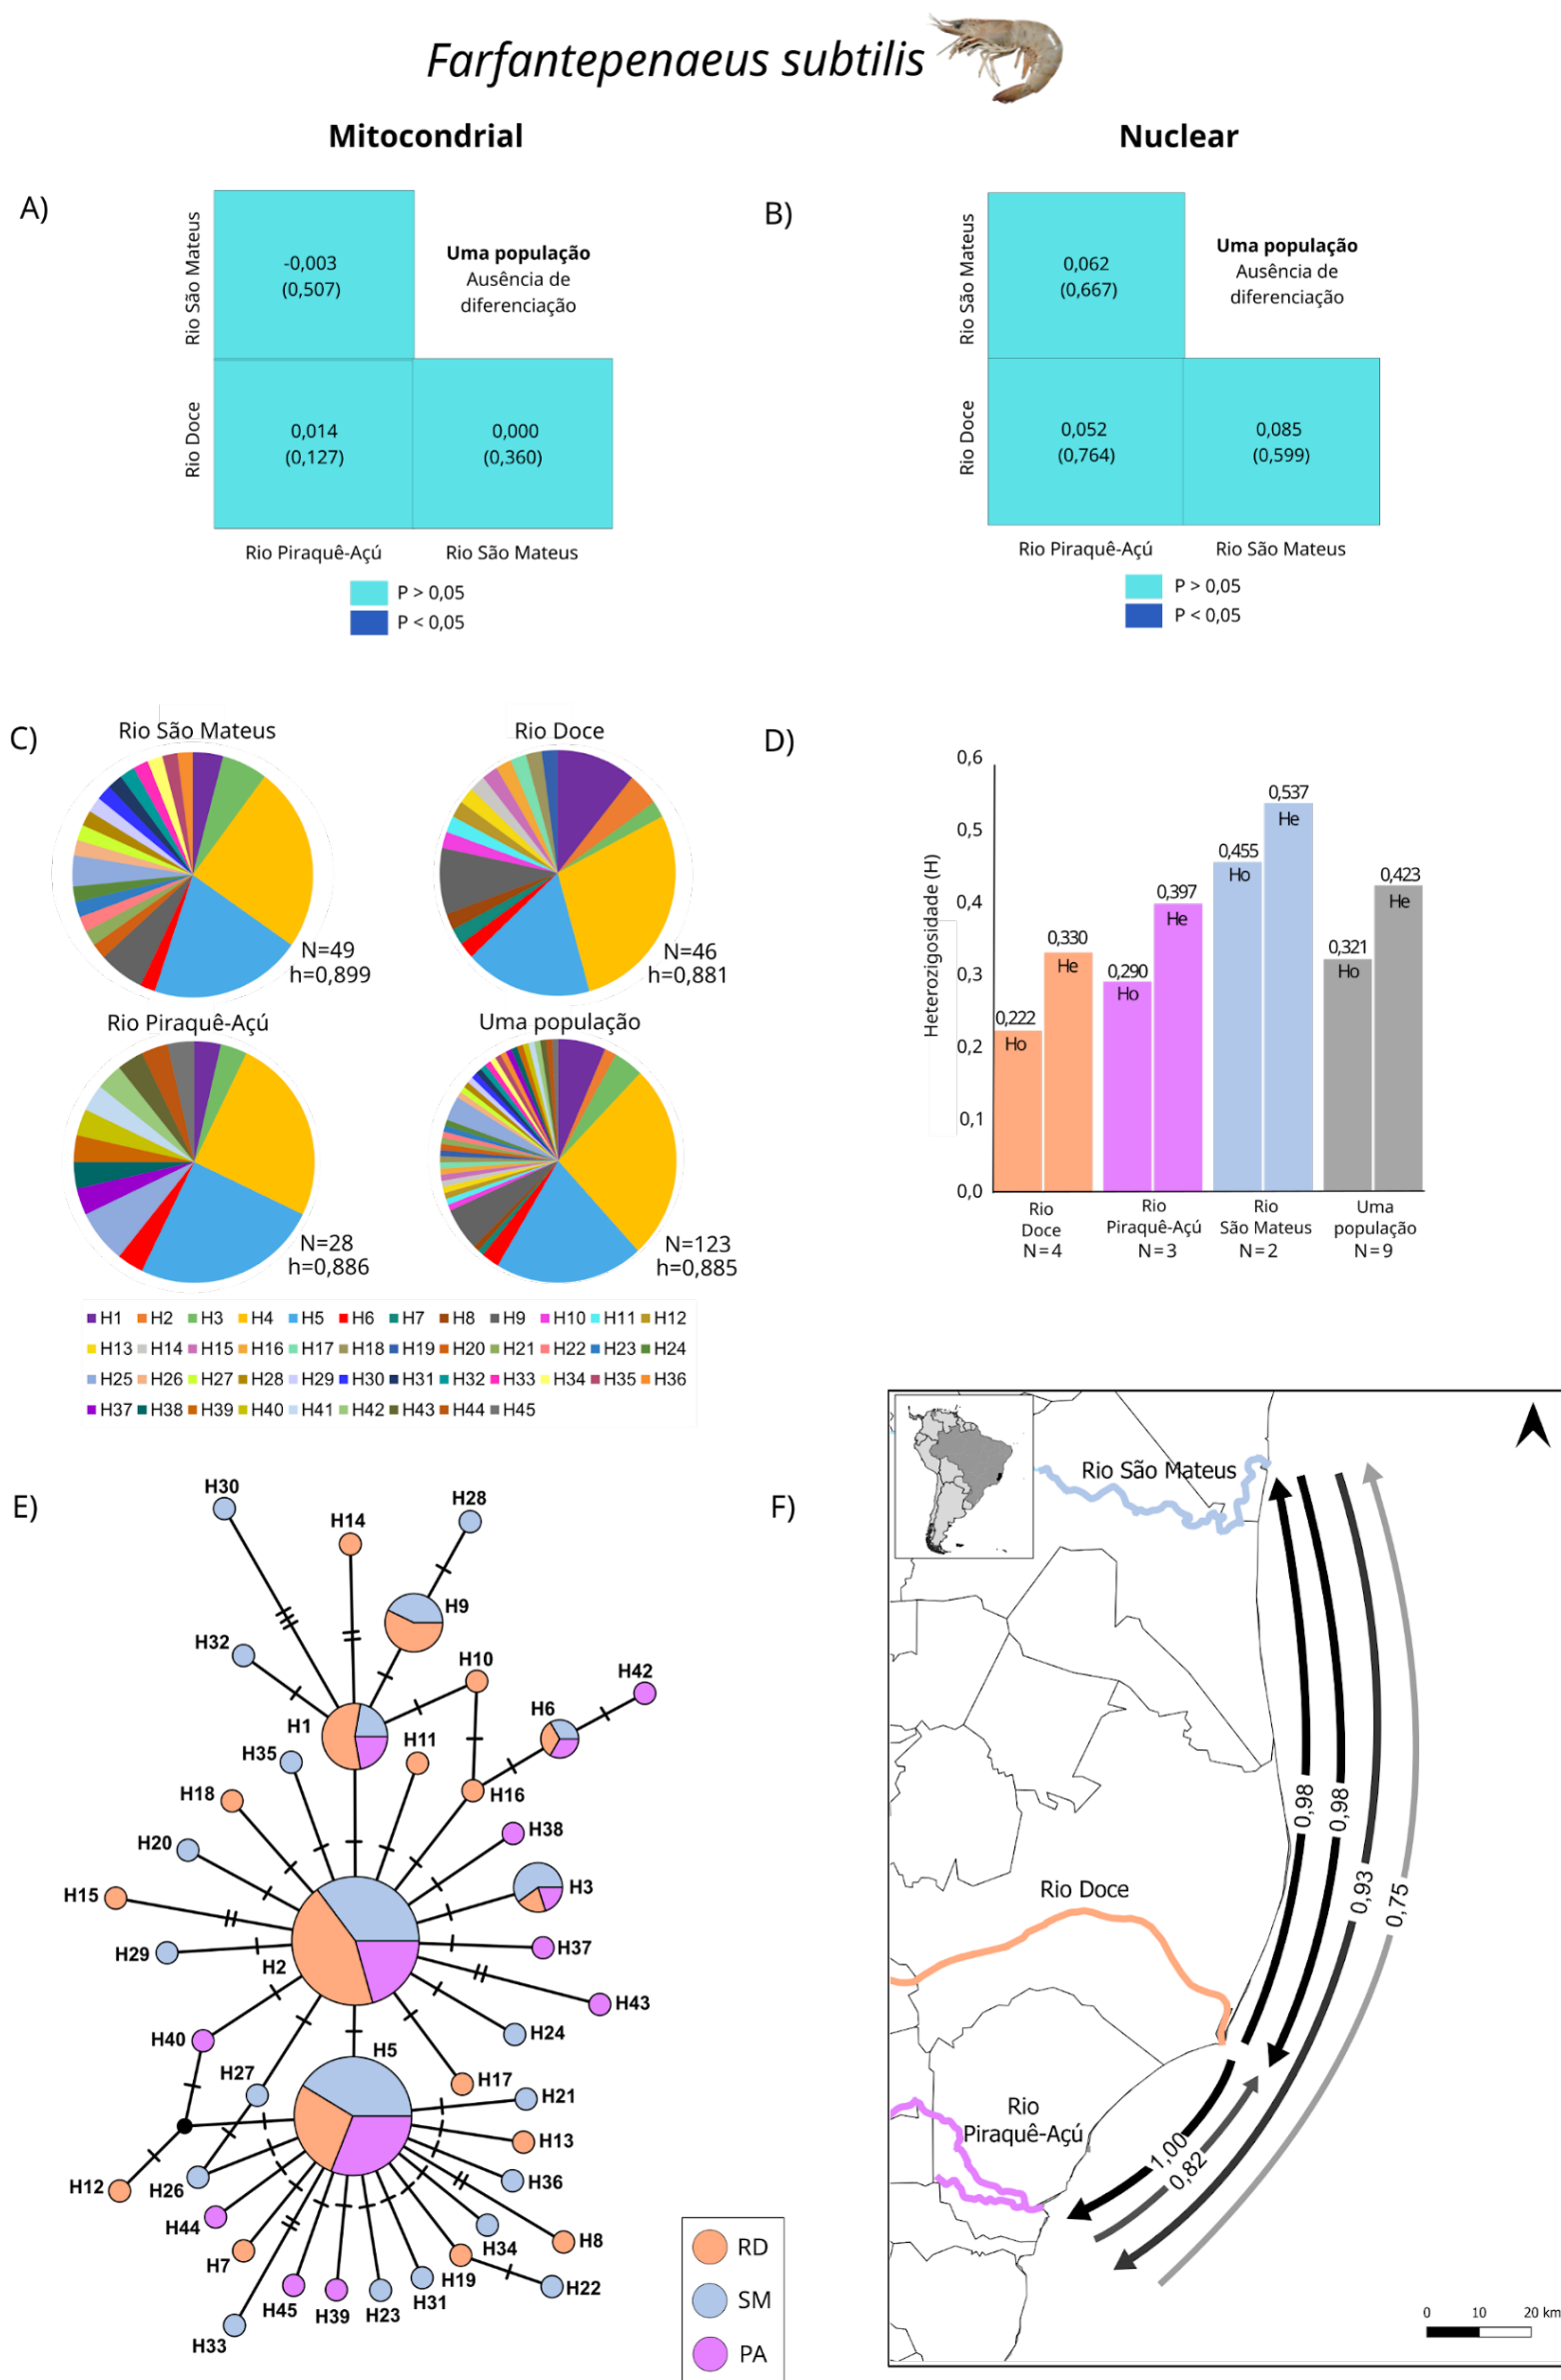 Farfantepenaeus subtilis
Mitocondrial
Nuclear
A)
Rio São Mateus
-0,003
(0,507)
Uma população
Ausência de
diferenciação
Rio Doce
0,014
(0,127)
0,000
(0,360)
Rio Piraquê-Açú
Rio São Mateus
P > 0,05
P < 0,05
B)
Rio São Mateus
0,062
(0,667)
Uma população
Ausência de
diferenciação
Rio Doce
0,052
(0,764)
0,085
(0,599)
Rio Piraquê-Açú
Rio São Mateus
P > 0,05
P < 0,05
C)
Rio São Mateus
N=49
h=0,899
Rio Doce
N=46
h=0,881
Rio Piraquê-Açú
N=28
h=0,886
Uma população
N=123
h=0,885
H1 H2 H3 H4 H5 H6 H7 H8 H9 H10 H11 H12
H13 H14 H15 H16 H17 H18 H19 H20 H21 H22 H23 H24
H25 H26 H27 H28 H29 H30 H31 H32 H33 H34 H35 H36
H37 H38 H39 H40 H41 H42 H43 H44 H45
D)
Heterozigosidade (H)
0,6
0,5
0,4
0,3
0,2
0,1
0,0
0,222
Ho
0,330
He
0,290
Ho
0,397
He
0,455
Ho
0,537
He
0,321
Ho
0,423
He
Rio
Doce
N=4
Rio
Piraquê-Açú
N=3
Rio
São Mateus
N=2
Uma
população
N=9
E)
H30
H28
H14
H9
H32
H10
H42
H6
H1
H11
H35
H16
H18
H38
H20
H3
H15
H37
H29
H2
H43
H24
H40
H5
H27
H17
H21
H13
H12
H26
H36
H44
H34
H8
H7
H19
H22
H45
H39
H23
H31
H33
RD
SM
PA
F)
Rio São Mateus
0,98
0,98
0,93
0,75
Rio Doce
Rio
Piraquê-Açú
1,00
0,82
0 10 20 km